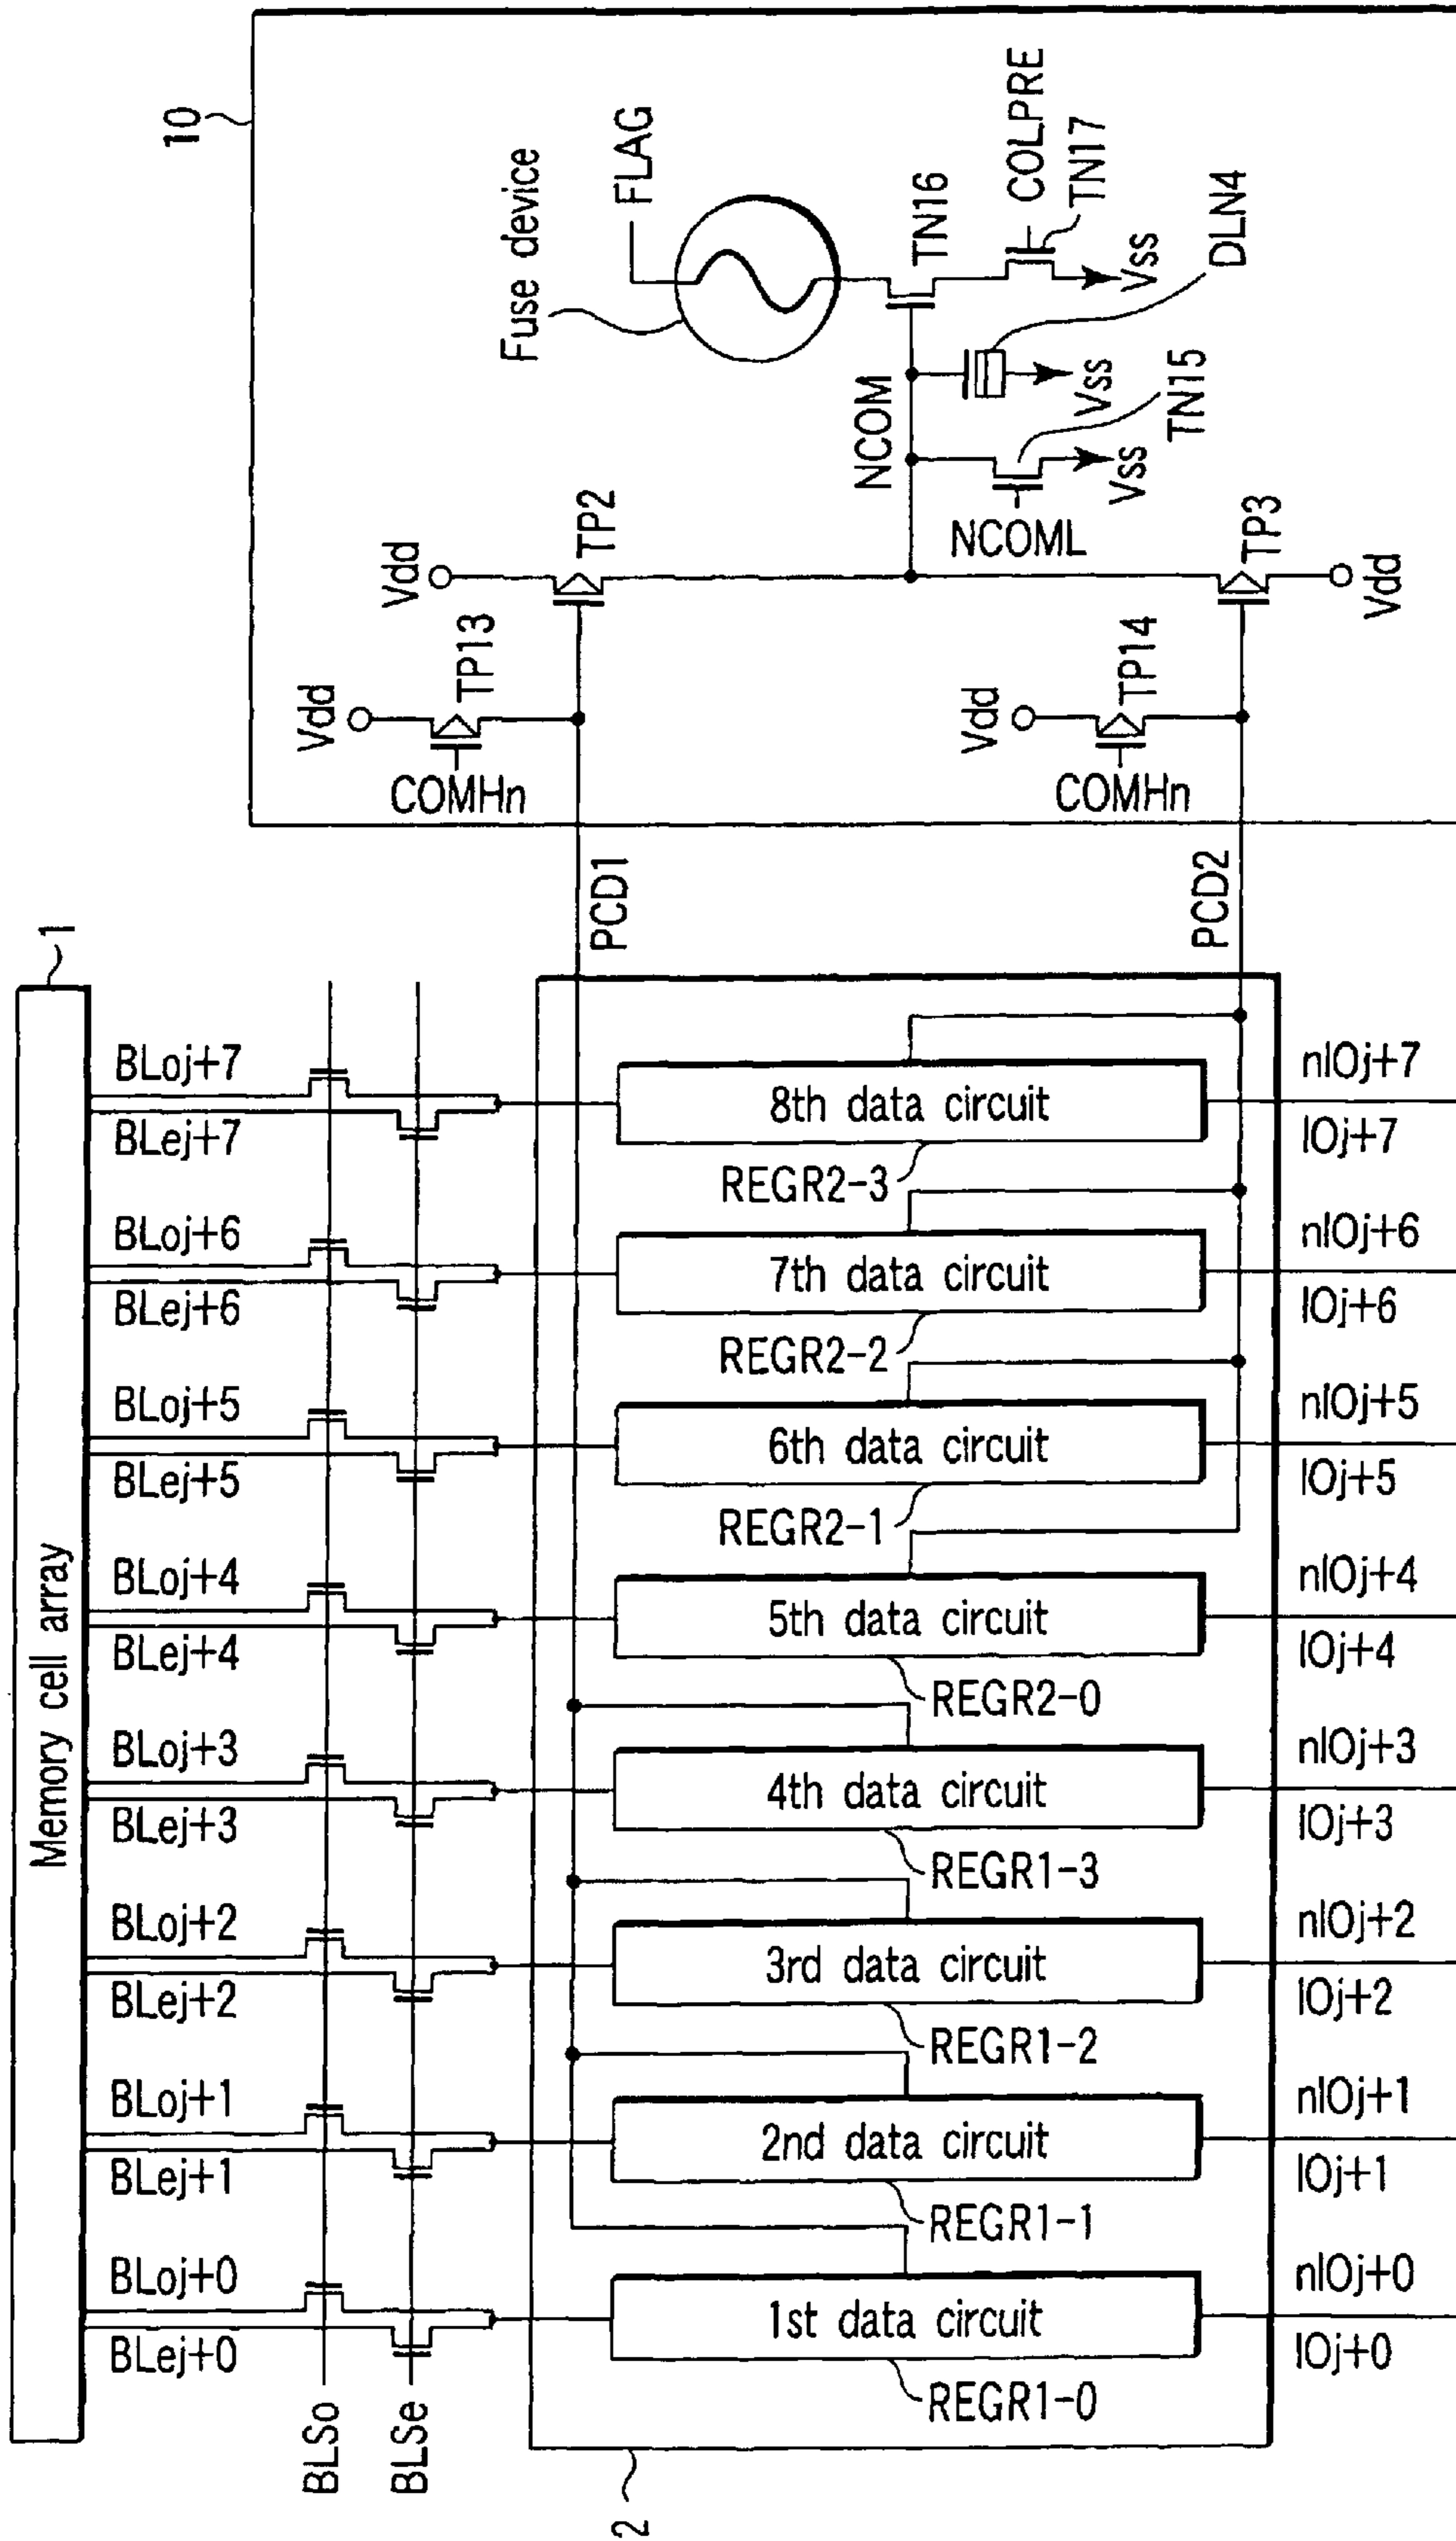 1
Memory cell array
BLoj+7
BLej+7
BLoj+6
BLej+6
BLoj+5
BLej+5
BLoj+4
BLej+4
BLoj+3
BLej+3
BLoj+2
BLej+2
BLoj+1
BLej+1
BLoj+0
BLej+0
BLSo
BLSe
2
8th data circuit
REGR2-3
7th data circuit
REGR2-2
6th data circuit
REGR2-1
5th data circuit
REGR2-0
4th data circuit
REGR1-3
3rd data circuit
REGR1-2
2nd data circuit
REGR1-1
1st data circuit
REGR1-0
nIOj+7
IOj+7
nIOj+6
IOj+6
nIOj+5
IOj+5
nIOj+4
IOj+4
nIOj+3
IOj+3
nIOj+2
IOj+2
nIOj+1
IOj+1
nIOj+0
IOj+0
PCD1
PCD2
10
Vdd
TP13
COMHn
Vdd
TP2
Vdd
TP14
COMHn
TP3
Vdd
NCOM
NCOML
TN15
Vss
DLN4
Vss
TN16
Fuse device
FLAG
COLPRE
TN17
Vss